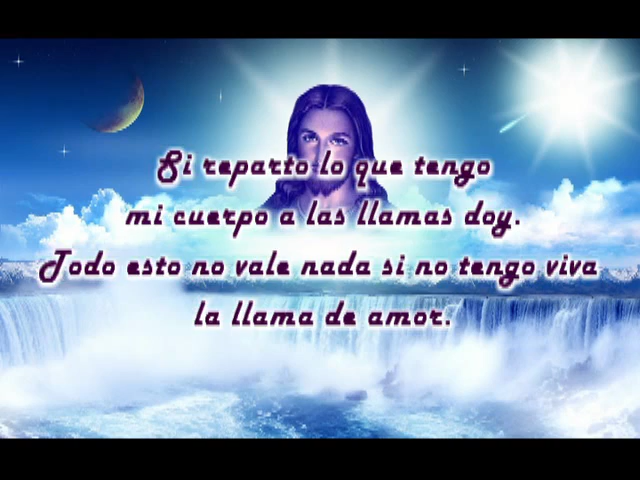 Si reparto lo que tengo
mi cuerpo a las llamas doy.
Todo esto no vale nada si no tengo viva
la llama de amor.